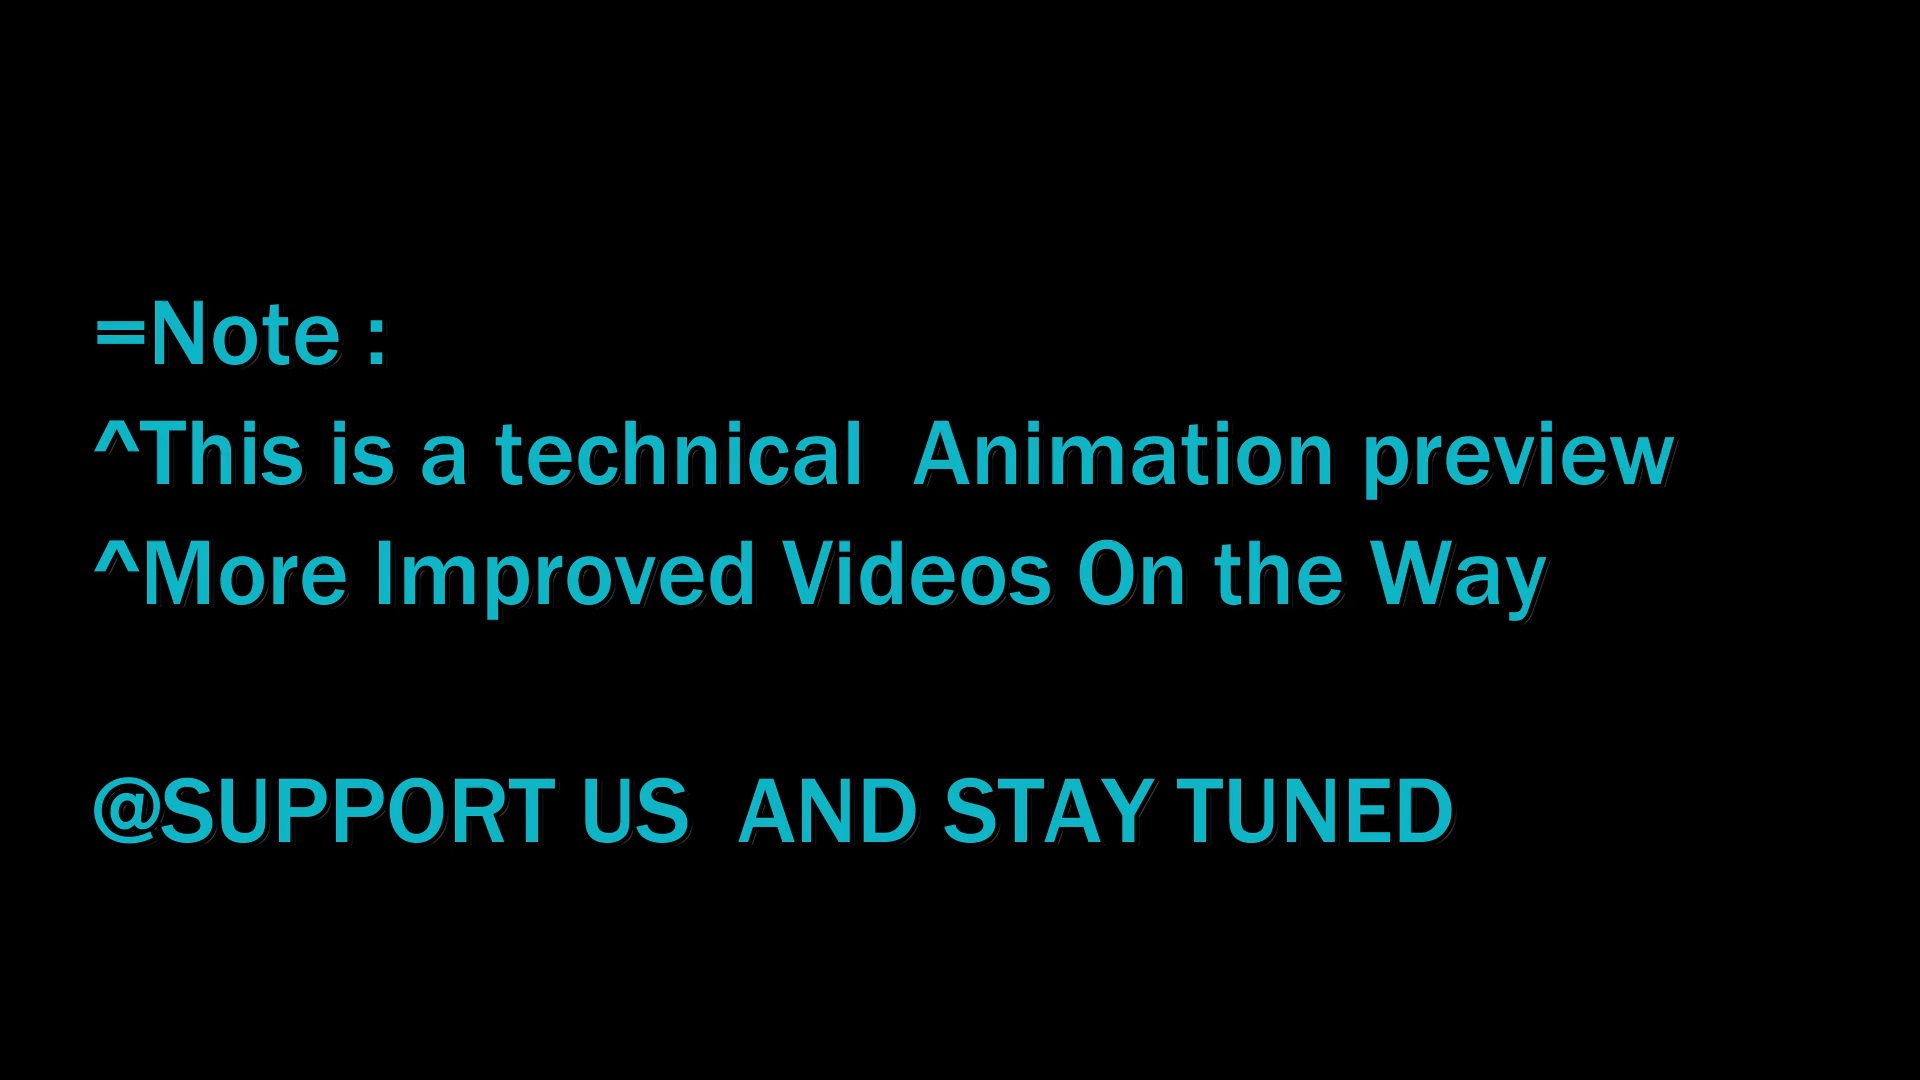 =Note :
^This is a technical  Animation preview
^More Improved Videos On the Way
@SUPPORT US  AND STAY TUNED